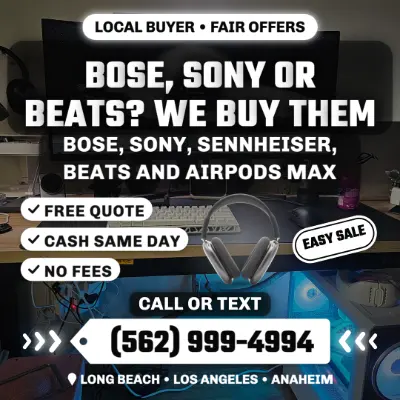 LOCAL BUYER • FAIR OFFERS
BOSE, SONY OR
BEATS? WE BUY THEM
BOSE, SONY, SENNHEISER,
BEATS AND AIRPODS MAX
FREE QUOTE
CASH SAME DAY
NO FEES
EASY SALE
CALL OR TEXT
(562) 999-4994
LONG BEACH • LOS ANGELES • ANAHEIM